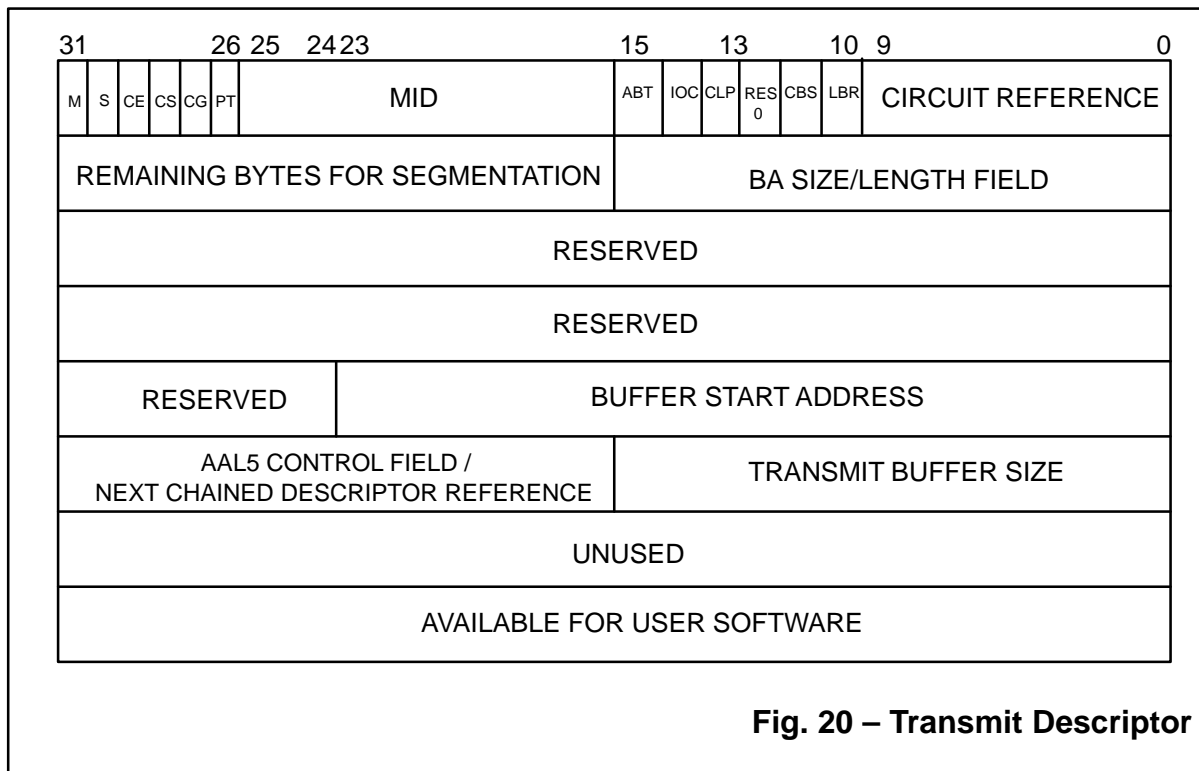 31 26 25 24 23 15 13 10 9 0
M S CE CS CG PT MID ABT IOC CLP RES 0 CBS LBR CIRCUIT REFERENCE
REMAINING BYTES FOR SEGMENTATION BA SIZE/LENGTH FIELD
RESERVED
RESERVED
RESERVED BUFFER START ADDRESS
AAL5 CONTROL FIELD /
NEXT CHAINED DESCRIPTOR REFERENCE
TRANSMIT BUFFER SIZE
UNUSED
AVAILABLE FOR USER SOFTWARE
Fig. 20 – Transmit Descriptor